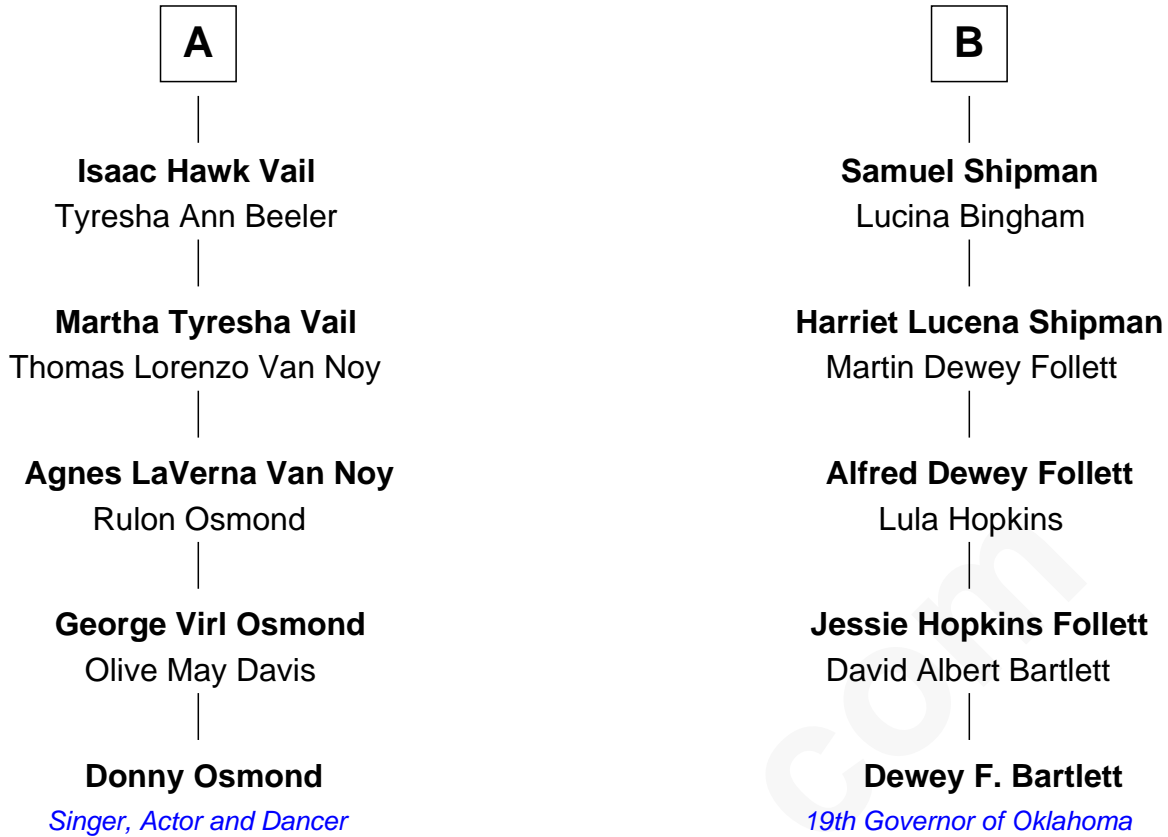 A
Isaac Hawk Vail
Tyresha Ann Beeler
Martha Tyresha Vail
Thomas Lorenzo Van Noy
Agnes LaVerna Van Noy
Rulon Osmond
George Virl Osmond
Olive May Davis
Donny Osmond
Singer, Actor and Dancer
B
Samuel Shipman
Lucina Bingham
Harriet Lucena Shipman
Martin Dewey Follett
Alfred Dewey Follett
Lula Hopkins
Jessie Hopkins Follett
David Albert Bartlett
Dewey F. Bartlett
19th Governor of Oklahoma
com